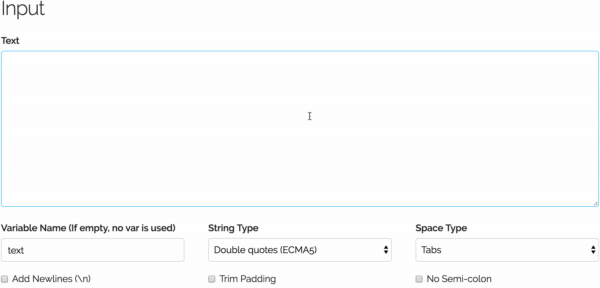 Input
Text
Variable Name (If empty, no var is used) String Type Space Type
text Double quotes (ECMA5) Tabs
Add Newlines (\n) Trim Padding No Semi-colon